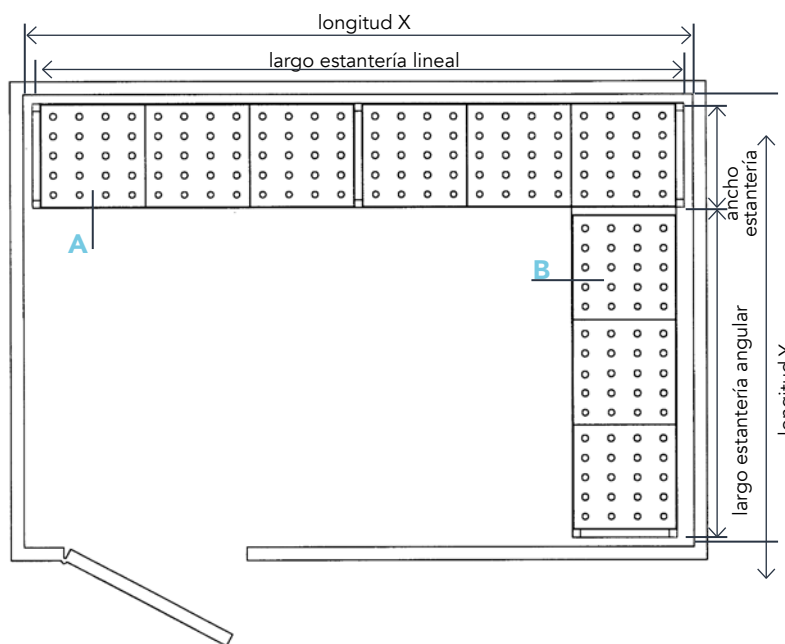 longitud X
largo estantería lineal
ancho
estantería
A
B
largo estantería angular